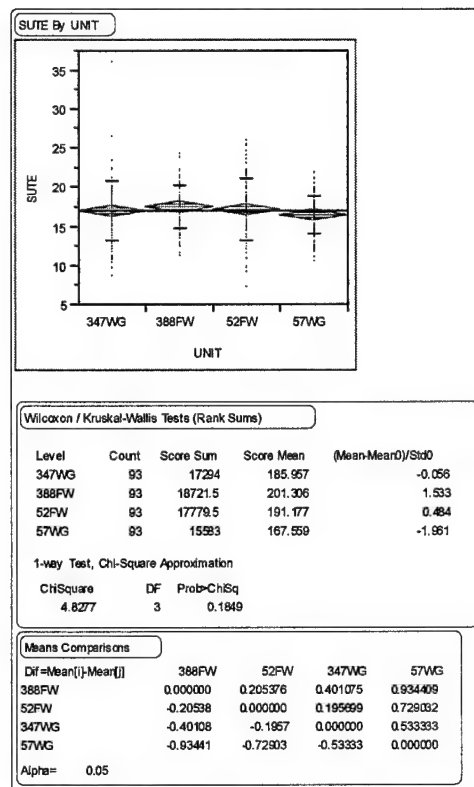 SUTE By UNIT
35
30
25
20
15
10
5
SUTE
347WG 388FW 52FW 57WG
UNIT
Wilcoxon / Kruskal-Wallis Tests (Rank Sums)
Level Count Score Sum Score Mean (Mean-Mean0)/Std0
347WG 93 17294 185.957 -0.056
388FW 93 18721.5 201.306 1.533
52FW 93 17779.5 191.177 0.484
57WG 93 15583 167.559 -1.961
1-way Test, Chi-Square Approximation
ChiSquare DF Prob>ChiSq
4.8277 3 0.1849
Means Comparisons
Dif=Mean[i]-Mean[j] 388FW 52FW 347WG 57WG
388FW 0.000000 0.205376 0.401075 0.934409
52FW -0.20538 0.000000 0.195699 0.729032
347WG -0.40108 -0.1957 0.000000 0.533333
57WG -0.93441 -0.72903 -0.53333 0.000000
Alpha= 0.05